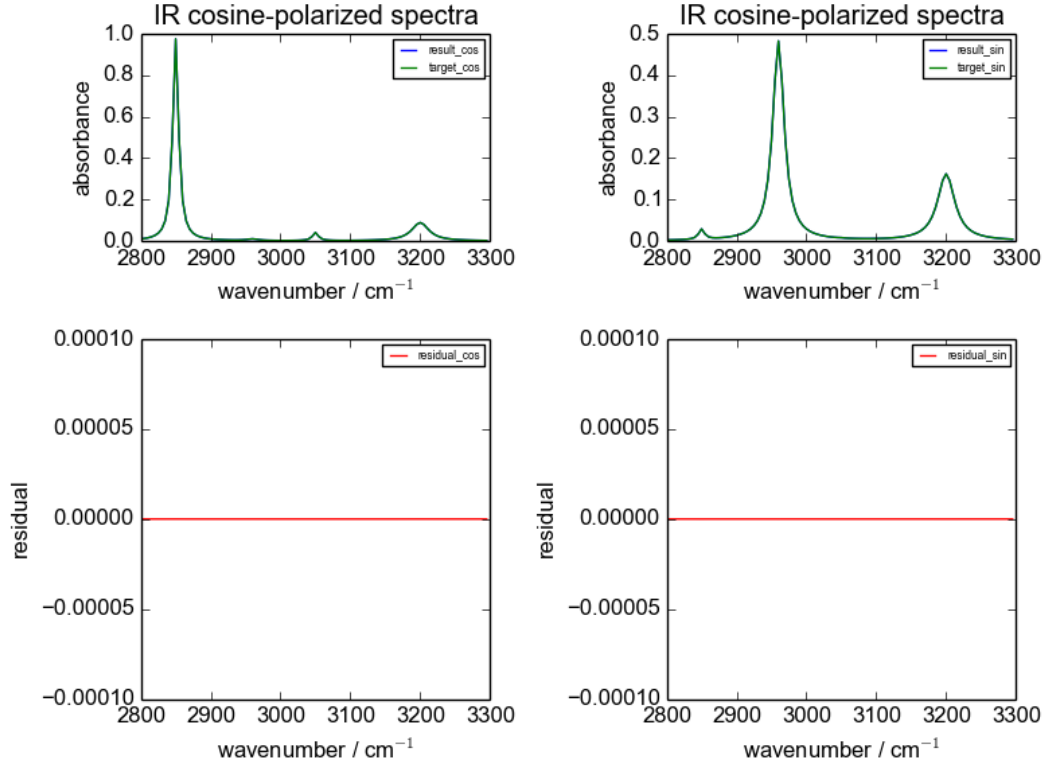 IR cosine-polarized spectra
1.0
0.8
0.6
0.4
0.2
0.0
absorbance
result_cos
target_cos
2800 2900 3000 3100 3200 3300
wavenumber / cm⁻¹
IR cosine-polarized spectra
0.5
0.4
0.3
0.2
0.1
0.0
absorbance
result_sin
target_sin
2800 2900 3000 3100 3200 3300
wavenumber / cm⁻¹
0.00010
0.00005
0.00000
−0.00005
−0.00010
residual
residual_cos
2800 2900 3000 3100 3200 3300
wavenumber / cm⁻¹
0.00010
0.00005
0.00000
−0.00005
−0.00010
residual
residual_sin
2800 2900 3000 3100 3200 3300
wavenumber / cm⁻¹